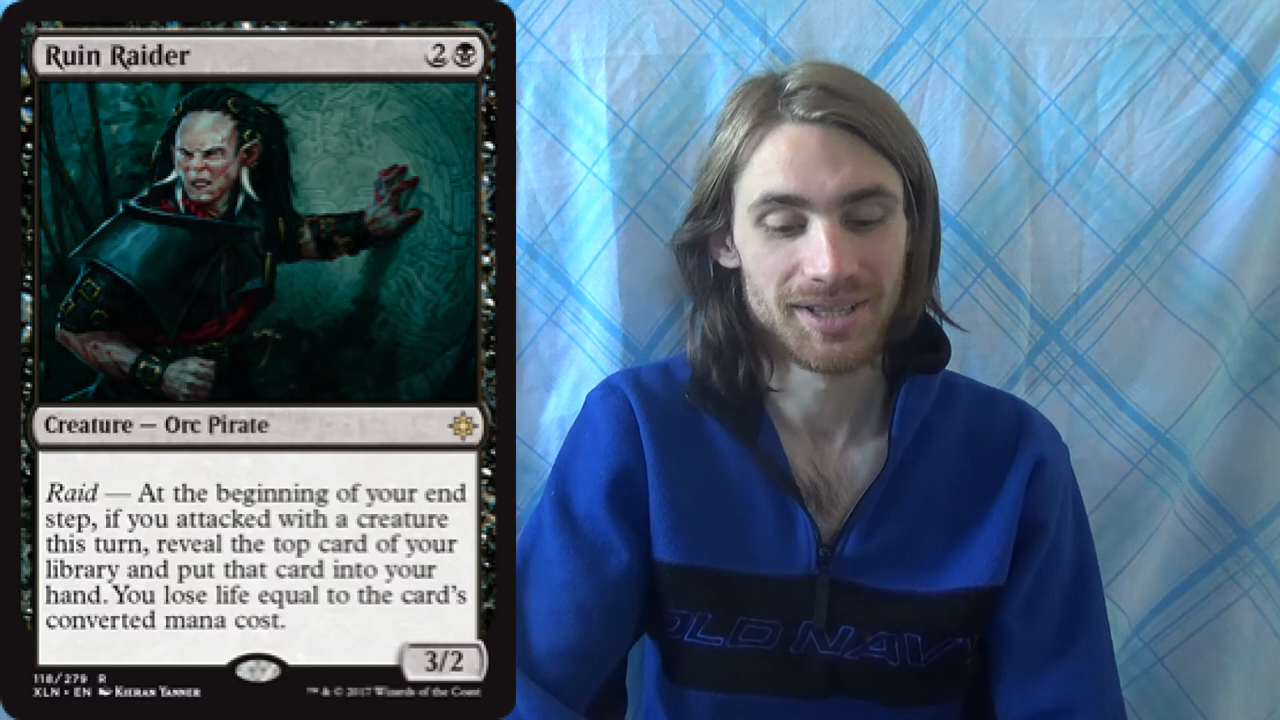 Ruin Raider 2
Creature — Orc Pirate
Raid — At the beginning of your end
step, if you attacked with a creature
this turn, reveal the top card of your
library and put that card into your
hand. You lose life equal to the card's
converted mana cost.
3/2
118/279 R
XLN • EN Kieran Yanner
™ & © 2017 Wizards of the Coast
OLD NAVY